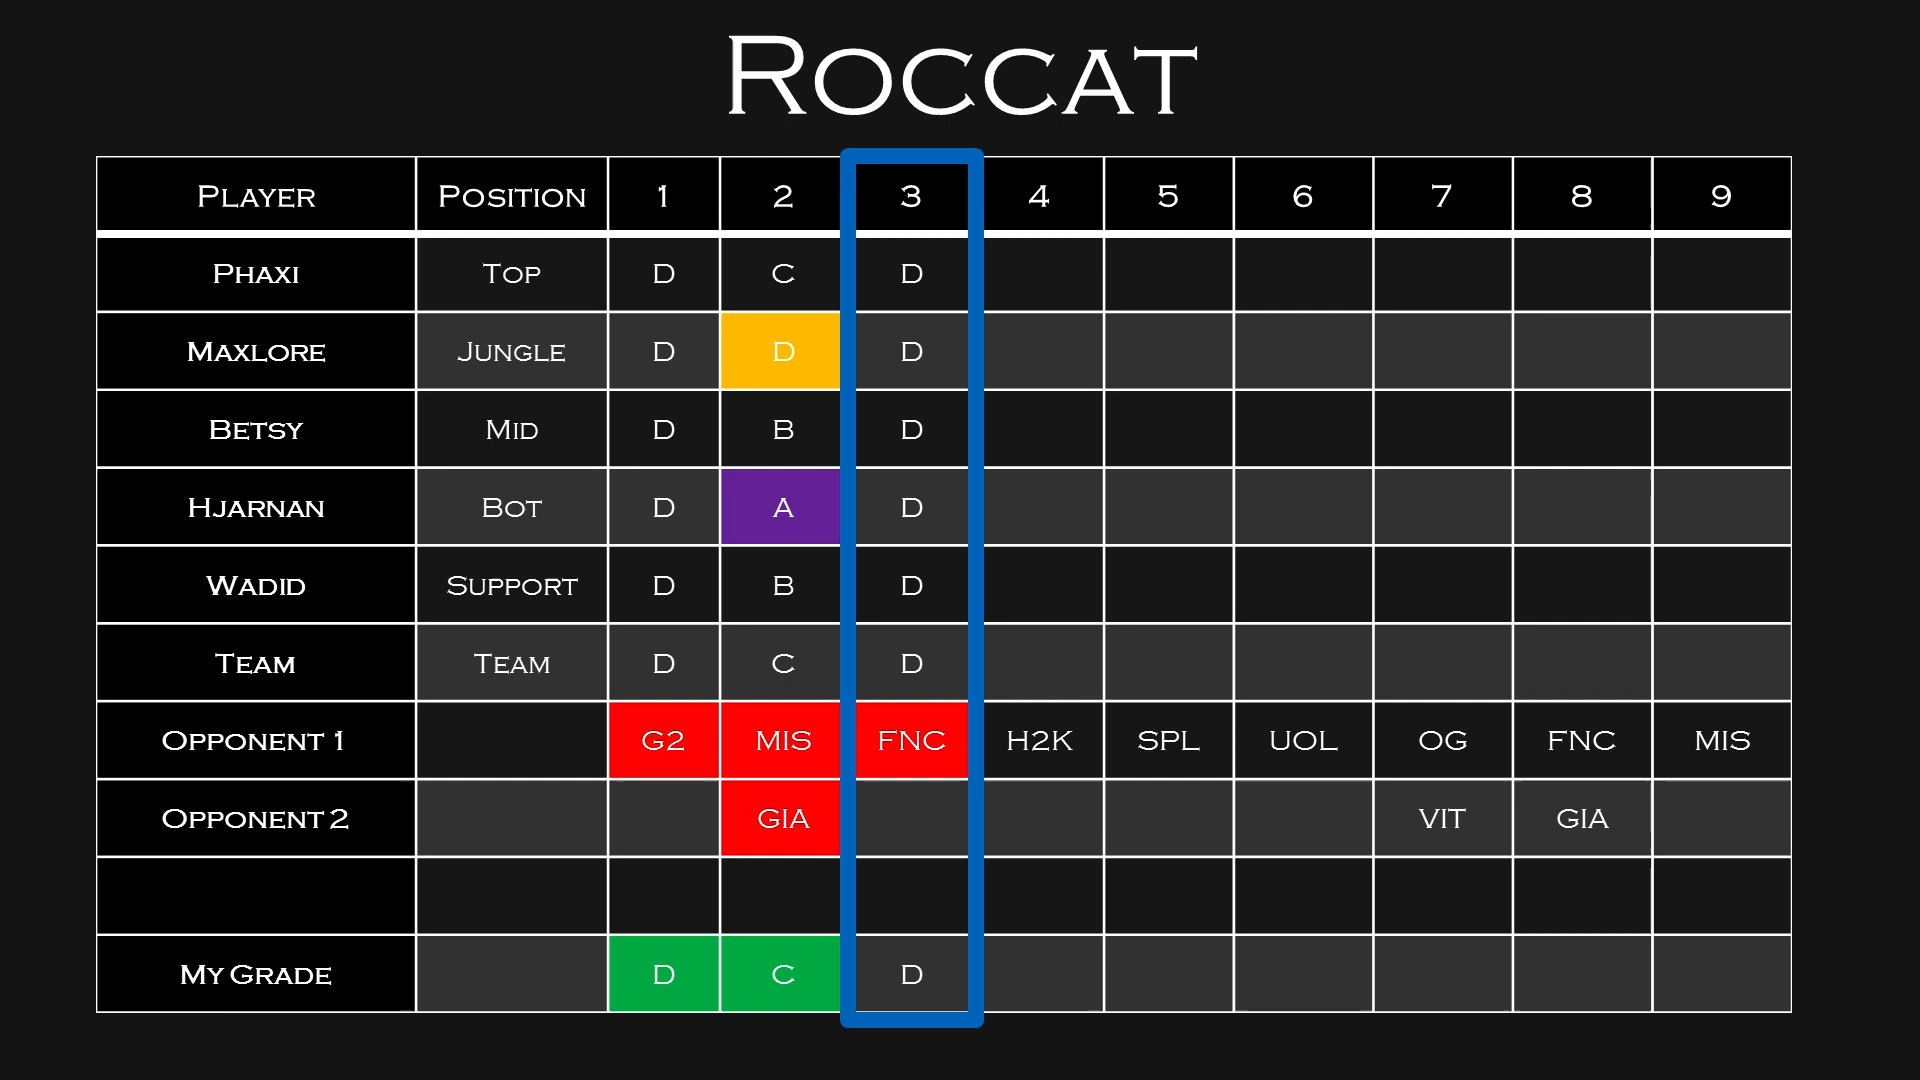 Roccat
Player Position 1 2 3 4 5 6 7 8 9
Phaxi Top D C D
Maxlore Jungle D D D
Betsy Mid D B D
Hjarnan Bot D A D
Wadid Support D B D
Team Team D C D
Opponent 1 G2 MIS FNC H2K SPL UOL OG FNC MIS
Opponent 2 GIA VIT GIA
My Grade D C D